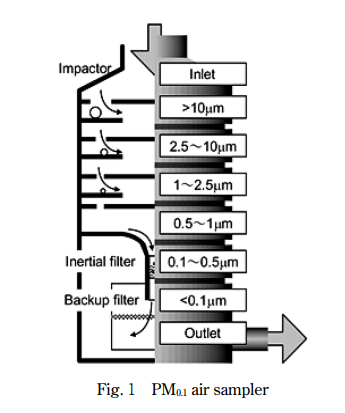 Impactor
Inlet
>10μm
2.5～10μm
1～2.5μm
0.5～1μm
Inertial filter
0.1～0.5μm
Backup filter
<0.1μm
Outlet
Fig. 1 PM0.1 air sampler